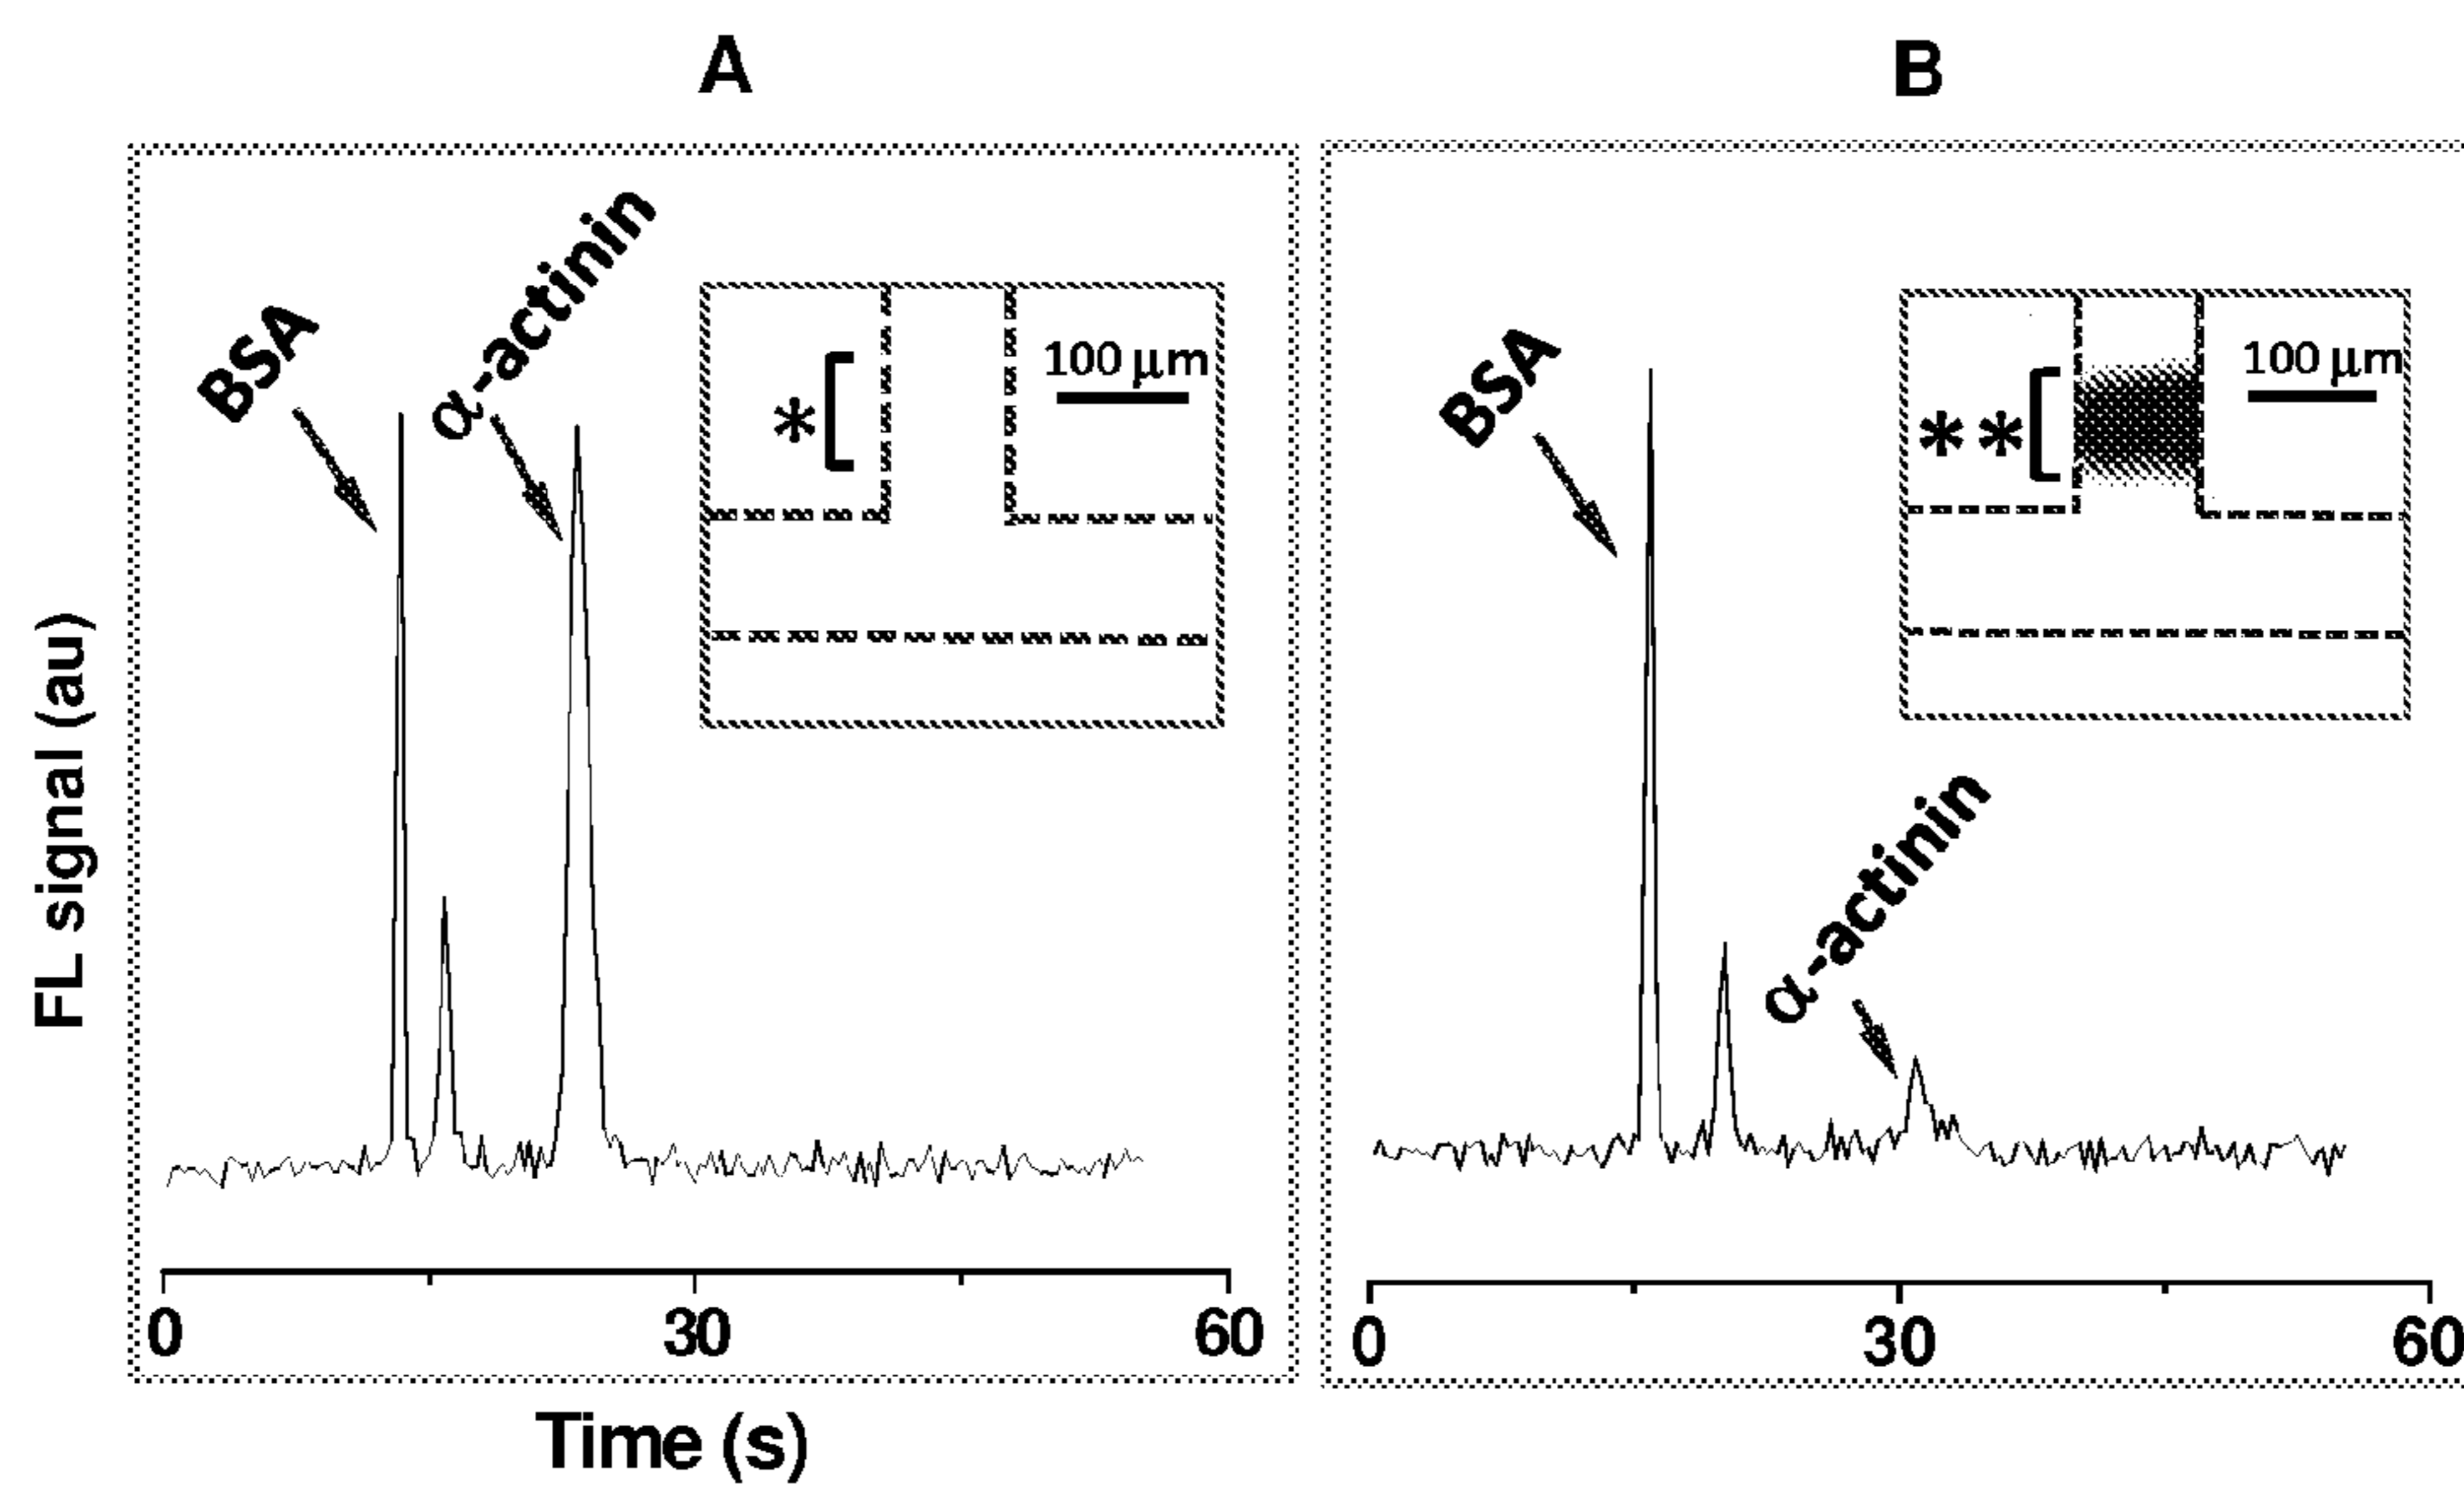 A
B
FL signal (au)
BSA
α-actinin
*
100 μm
0
30
60
BSA
α-actinin
**
100 μm
0
30
60
Time (s)